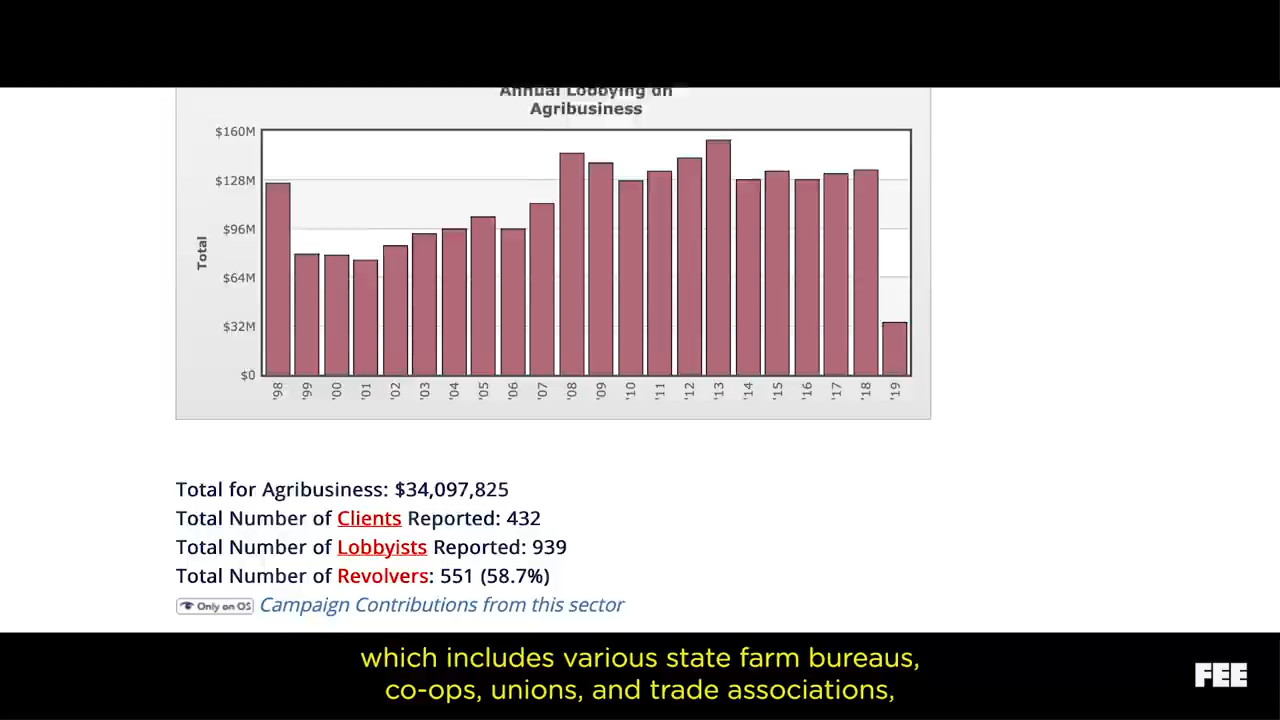 Annual Lobbying on
Agribusiness
$160M
$128M
$96M
$64M
$32M
$0
Total
'98 '99 '00 '01 '02 '03 '04 '05 '06 '07 '08 '09 '10 '11 '12 '13 '14 '15 '16 '17 '18 '19
Total for Agribusiness: $34,097,825
Total Number of Clients Reported: 432
Total Number of Lobbyists Reported: 939
Total Number of Revolvers: 551 (58.7%)
Only on OS Campaign Contributions from this sector
which includes various state farm bureaus,
co-ops, unions, and trade associations,
FEE